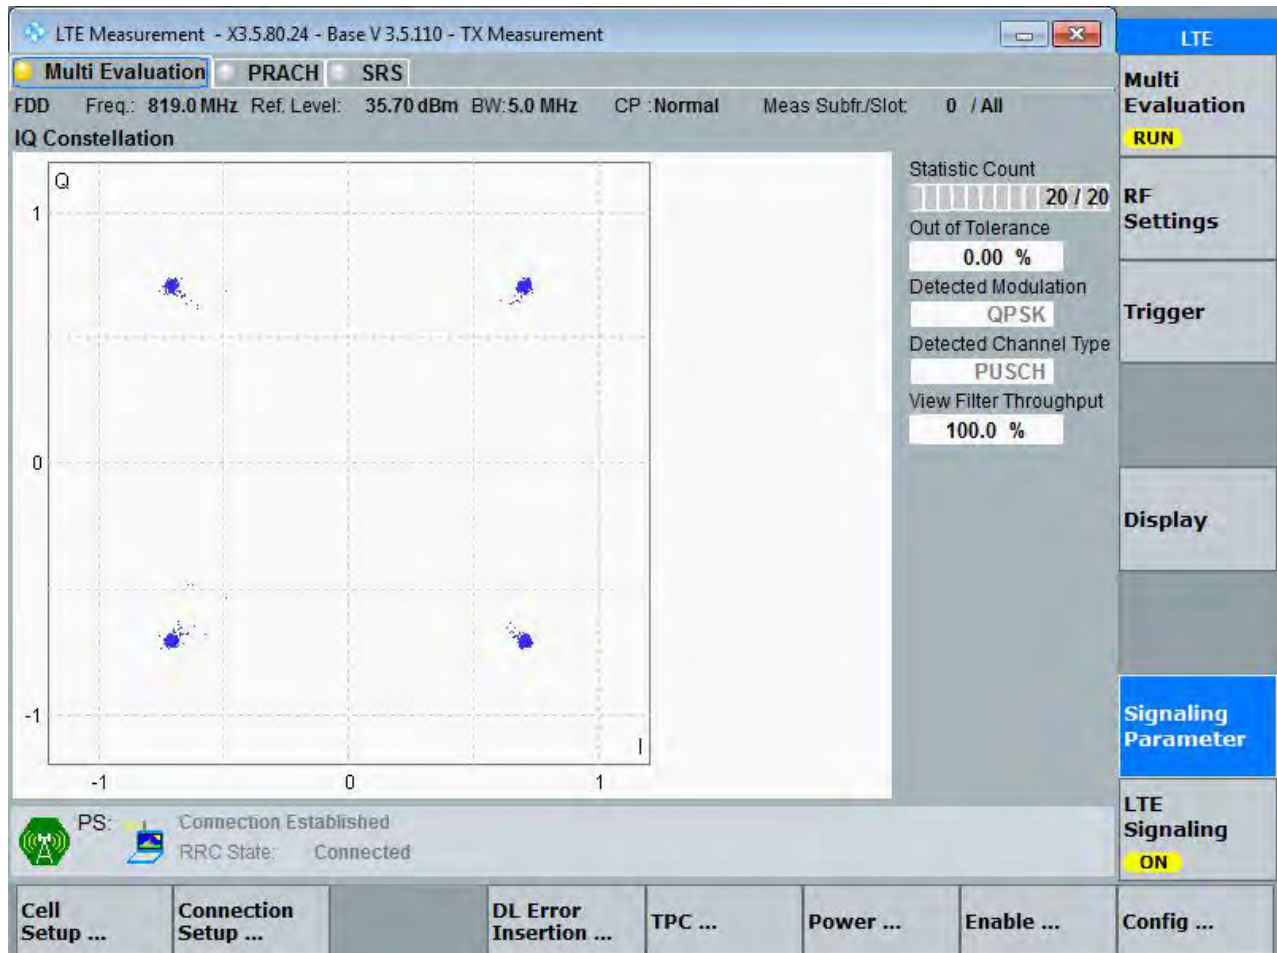 LTE Measurement - X3.5.80.24 - Base V 3.5.110 - TX Measurement
LTE
Multi Evaluation PRACH SRS
FDD Freq.: 819.0 MHz Ref. Level: 35.70 dBm BW: 5.0 MHz CP : Normal Meas Subfr./Slot: 0 / All
IQ Constellation
Q
1
0
-1
-1 0 1
I
Statistic Count
20 / 20
Out of Tolerance
0.00 %
Detected Modulation
QPSK
Detected Channel Type
PUSCH
View Filter Throughput
100.0 %
Multi
Evaluation
RUN
RF
Settings
Trigger
Display
Signaling
Parameter
LTE
Signaling
ON
PS: Connection Established
RRC State: Connected
Cell
Setup ...
Connection
Setup ...
DL Error
Insertion ...
TPC ...
Power ...
Enable ...
Config ...